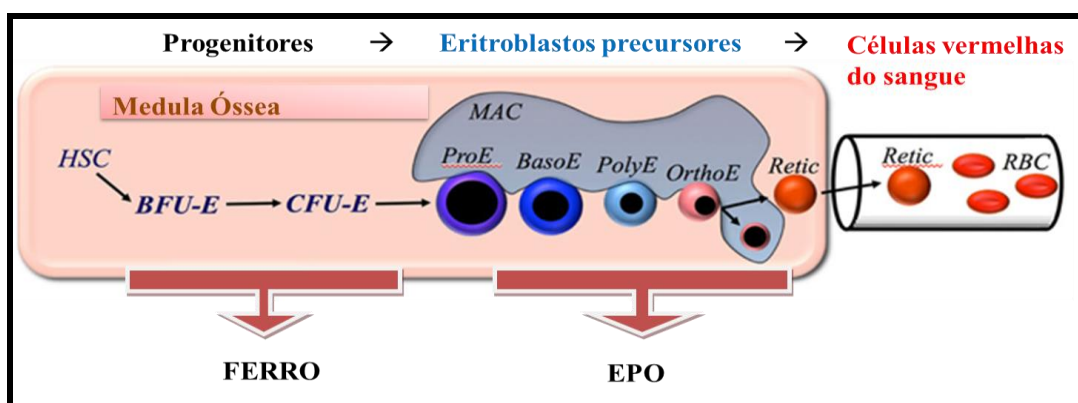 Progenitores → Eritroblastos precursores → Células vermelhas
do sangue
Medula Óssea
MAC
HSC
ProE BasoE PolyE OrthoE Retic
Retic RBC
BFU-E CFU-E
FERRO EPO